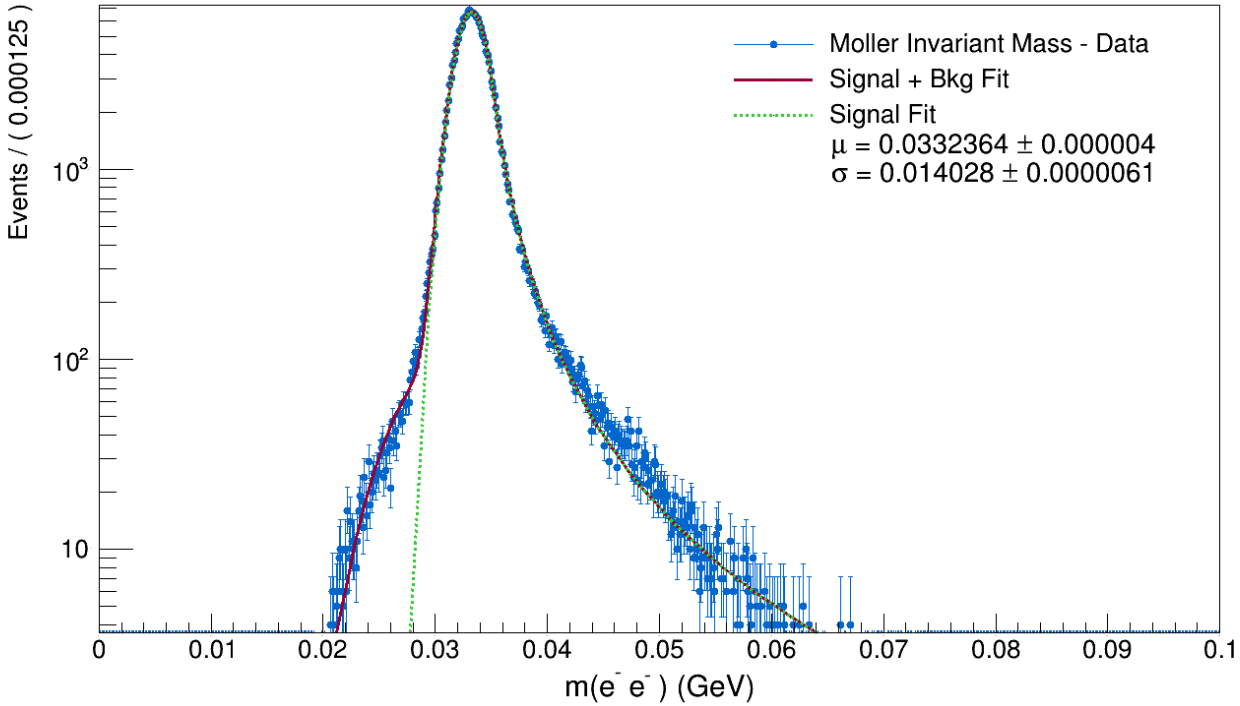 Events / ( 0.000125 )
10³
10²
10
Moller Invariant Mass - Data
Signal + Bkg Fit
Signal Fit
μ = 0.0332364 ± 0.000004
σ = 0.014028 ± 0.0000061
0 0.01 0.02 0.03 0.04 0.05 0.06 0.07 0.08 0.09 0.1
m(e⁻ e⁻) (GeV)